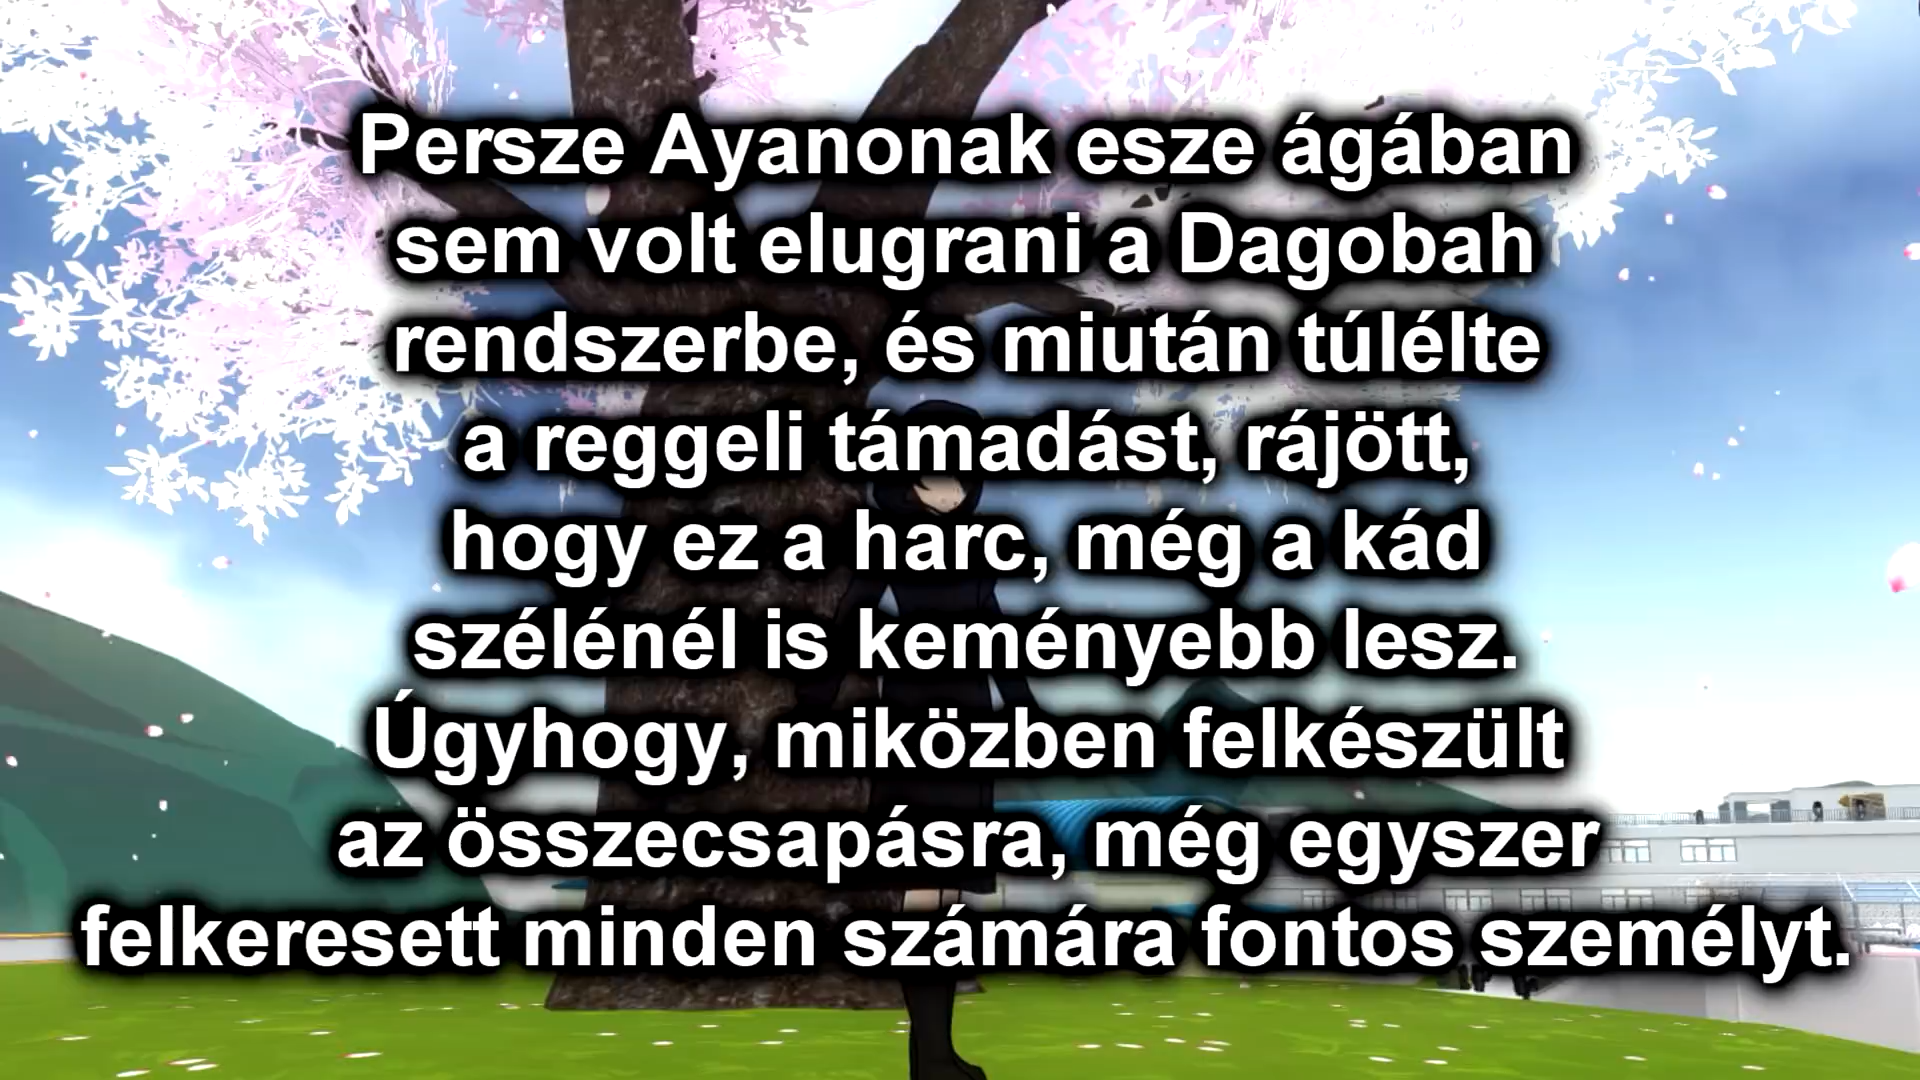 Persze Ayanonak esze ágában
sem volt elugrani a Dagobah
rendszerbe, és miután túlélte
a reggeli támadást, rájött,
hogy ez a harc, még a kád
szélénél is keményebb lesz.
Úgyhogy, miközben felkészült
az összecsapásra, még egyszer
felkeresett minden számára fontos személyt.